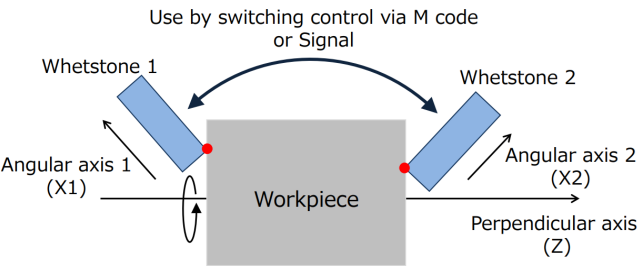 Use by switching control via M code
or Signal
Whetstone 1
Whetstone 2
Angular axis 1
(X1)
Angular axis 2
(X2)
Workpiece
Perpendicular axis
(Z)